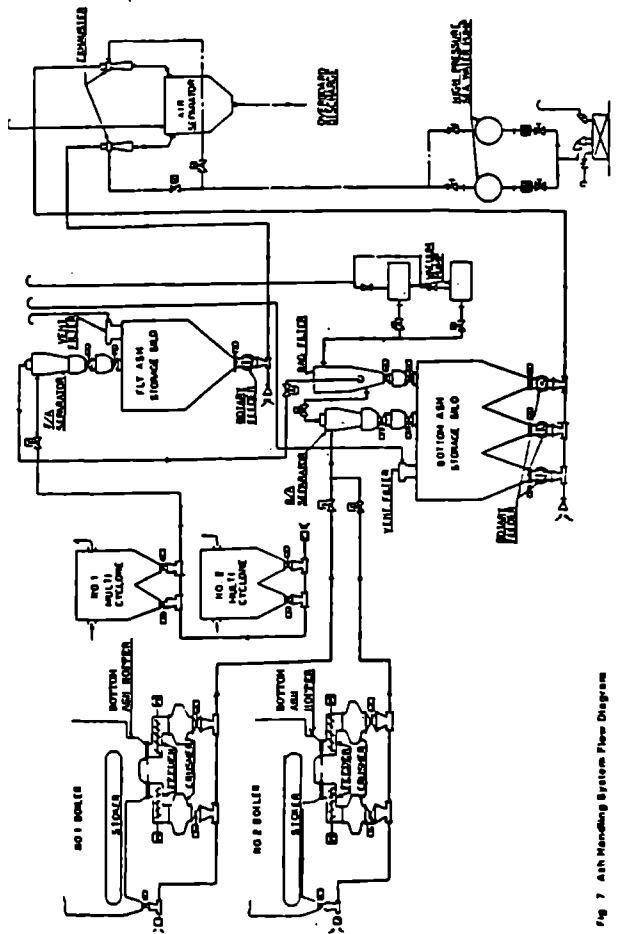 NO 1 BOILER
STOKER
BOTTOM
ASH HOPPER
FEEDER
CRUSHER
NO 2 BOILER
STOKER
BOTTOM
ASH
HOPPER
FEEDER
CRUSHER
NO 1
MULTI
CYCLONE
NO. 2
MULTI
CYCLONE
F/A
SEPARATOR
VENT
FILTER
FLY ASH
STORAGE SILO
ROTARY
FEEDER
B/A
SEPARATOR
BAG FILTER
VENT FILTER
BOTTOM ASH
STORAGE SILO
ROTARY
FEEDER
VACUUM
PUMP
EXHAUSTER
AIR
SEPARATOR
OVERBOARD
DISCHARGE
HIGH PRESSURE
SEA WATER PUMP
Fig 7 Ash Handling System Flow Diagram